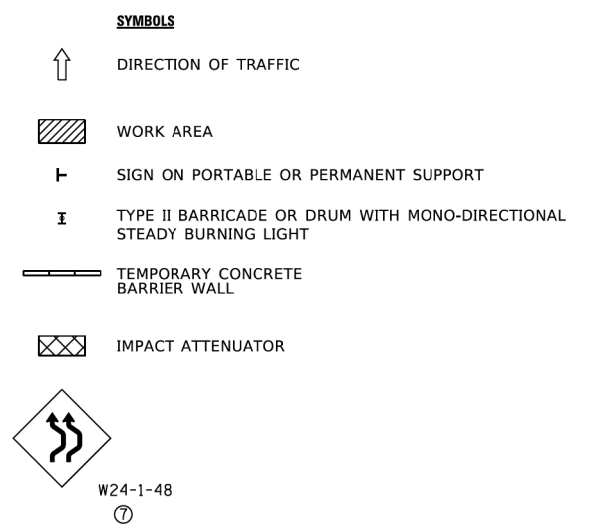 SYMBOLS
DIRECTION OF TRAFFIC
WORK AREA
SIGN ON PORTABLE OR PERMANENT SUPPORT
TYPE II BARRICADE OR DRUM WITH MONO-DIRECTIONAL
STEADY BURNING LIGHT
TEMPORARY CONCRETE
BARRIER WALL
IMPACT ATTENUATOR
W24-1-48
7